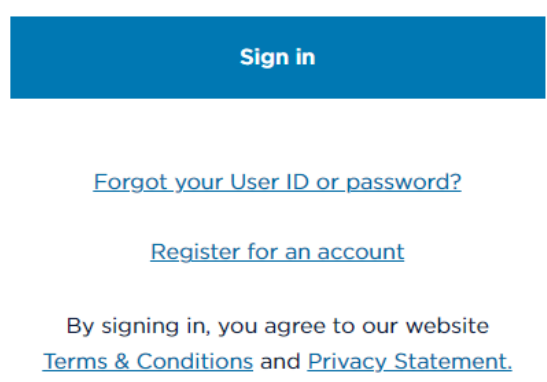 Sign in
Forgot your User ID or password?
Register for an account
By signing in, you agree to our website
Terms & Conditions and Privacy Statement.